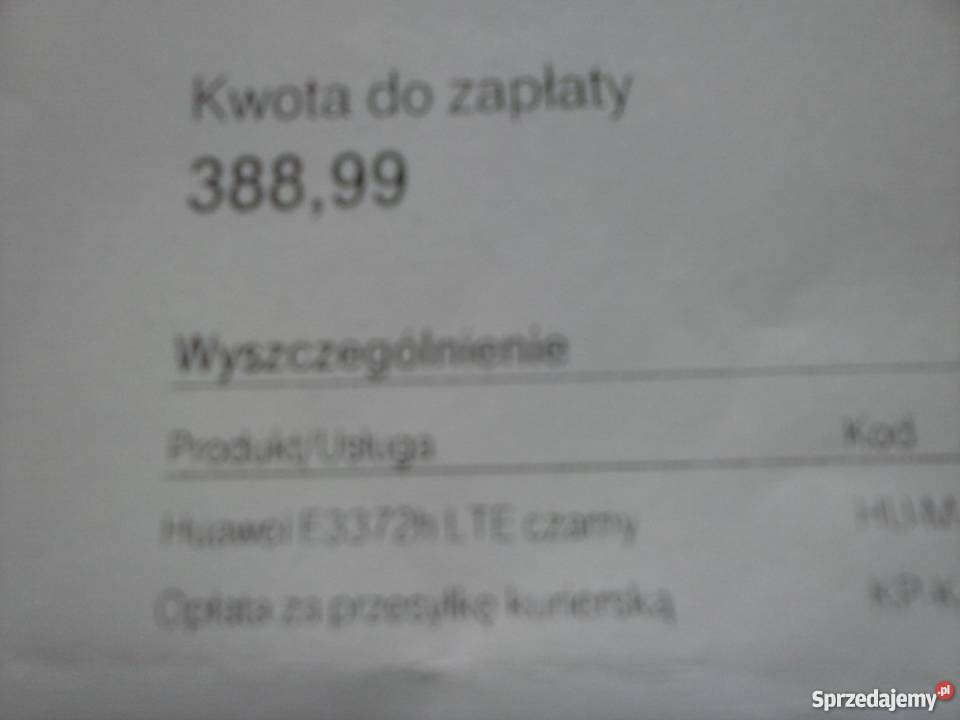 Kwota do zapłaty
388,99
Wyszczególnienie
Produkt/Usługa Kod
Huawei E3372h LTE czarny
Opłata za przesyłkę kurierską KP-K
Sprzedajemy.pl